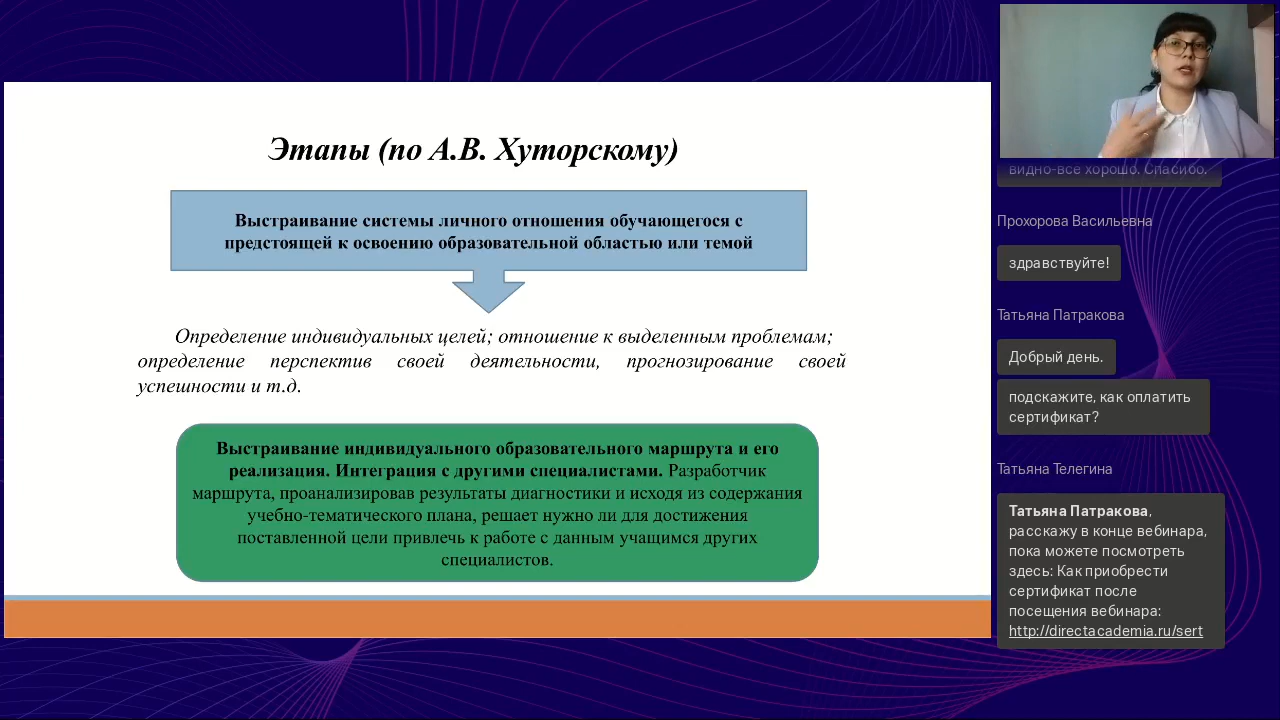 Этапы (по А.В. Хуторскому)
Выстраивание системы личного отношения обучающегося с
предстоящей к освоению образовательной областью или темой
Определение индивидуальных целей; отношение к выделенным проблемам;
определение перспектив своей деятельности, прогнозирование своей
успешности и т.д.
Выстраивание индивидуального образовательного маршрута и его
реализация. Интеграция с другими специалистами. Разработчик
маршрута, проанализировав результаты диагностики и исходя из содержания
учебно-тематического плана, решает нужно ли для достижения
поставленной цели привлечь к работе с данным учащимся других
специалистов.
видно-все хорошо. Спасибо.
Прохорова Васильевна
здравствуйте!
Татьяна Патракова
Добрый день.
подскажите, как оплатить
сертификат?
Татьяна Телегина
Татьяна Патракова,
расскажу в конце вебинара,
пока можете посмотреть
здесь: Как приобрести
сертификат после
посещения вебинара:
http://directacademia.ru/sert